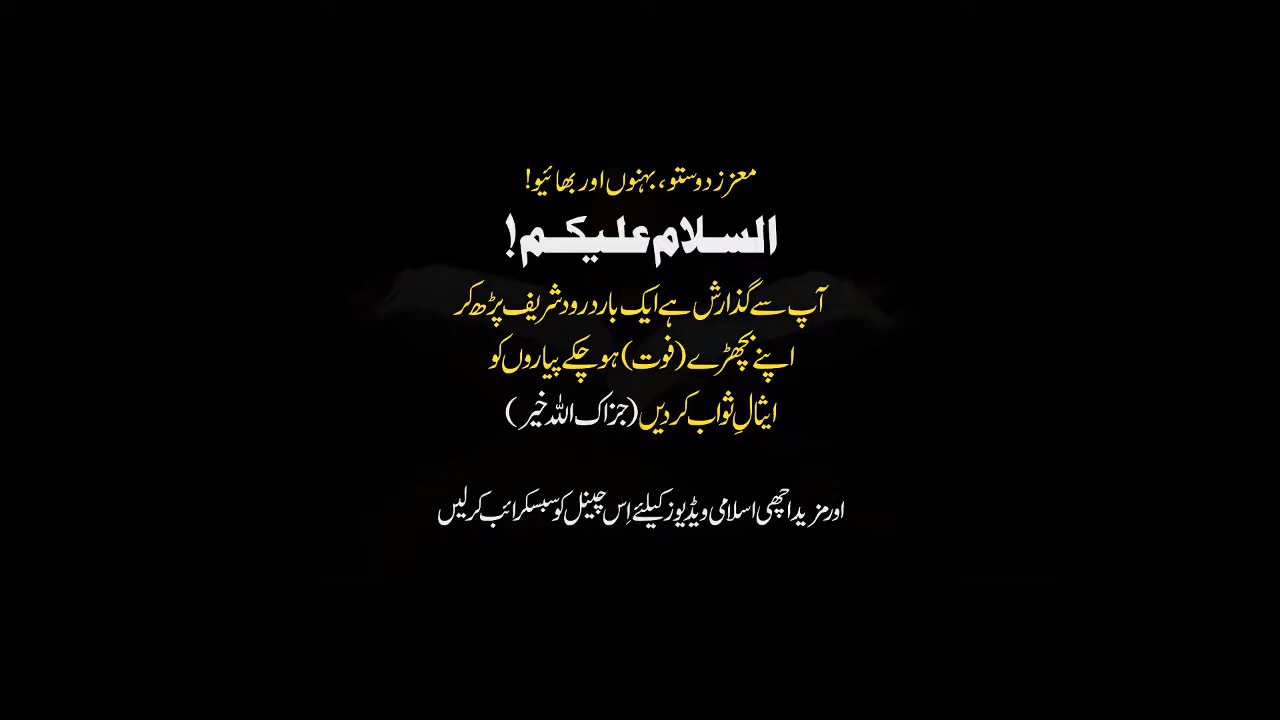 معزز دوستو، بہنوں اور بھائیو!
السلام علیکم!
آپ سے گذارش ہے ایک بار درود شریف پڑھ کر
اپنے بچھڑے (فوت) ہو چکے پیاروں کو
ایثالِ ثواب کر دیں (جزاک اللہ خیر)
اور مزید اچھی اسلامی ویڈیوز کیلئے اِس چینل کو سبسکرائب کر لیں